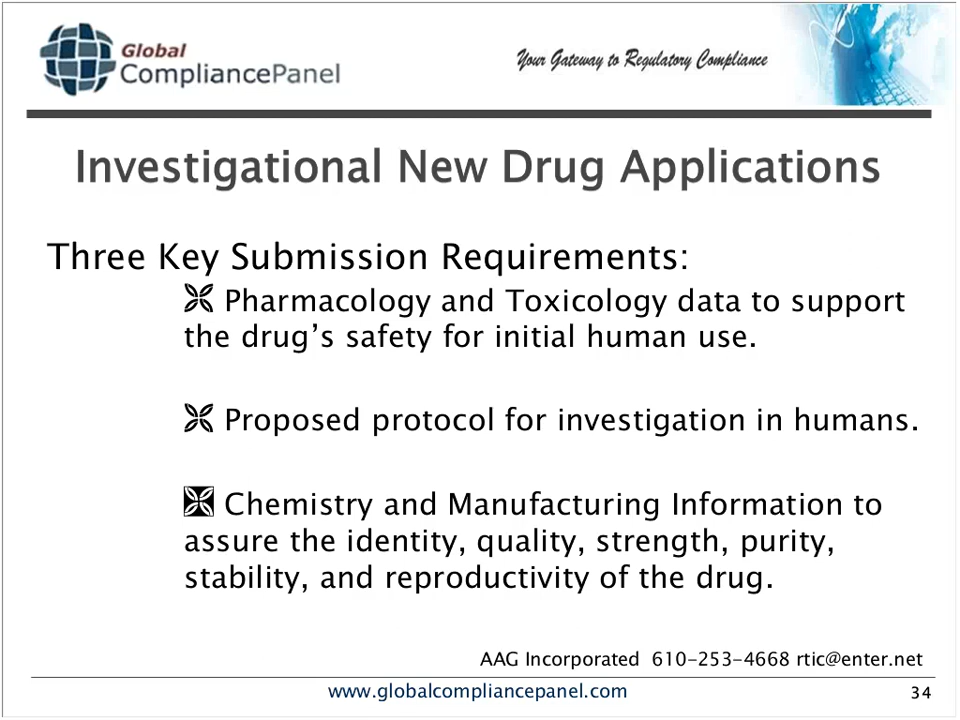 Global
CompliancePanel
Your Gateway to Regulatory Compliance
Investigational New Drug Applications
Three Key Submission Requirements:
Pharmacology and Toxicology data to support
the drug’s safety for initial human use.
Proposed protocol for investigation in humans.
Chemistry and Manufacturing Information to
assure the identity, quality, strength, purity,
stability, and reproductivity of the drug.
AAG Incorporated 610-253-4668 rtic@enter.net
www.globalcompliancepanel.com
34